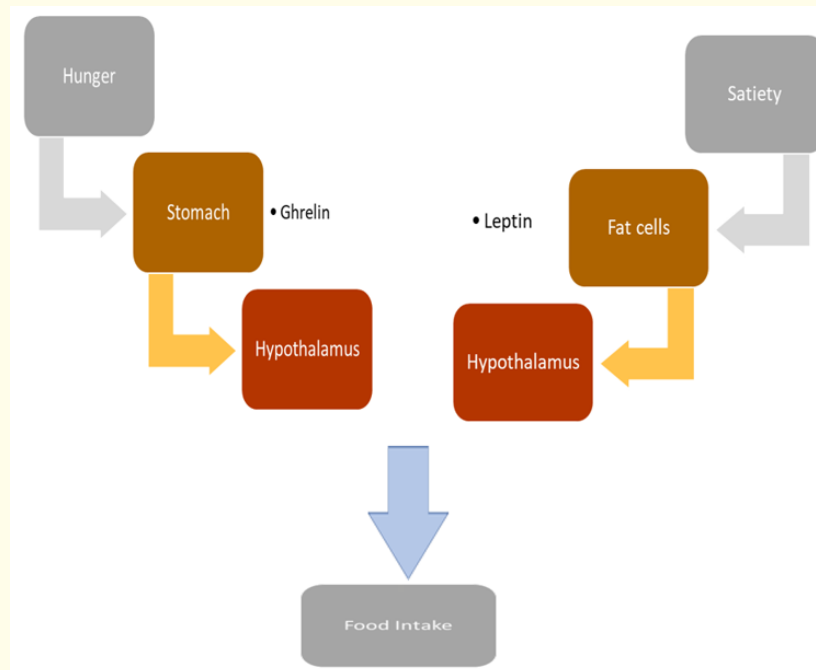 Hunger
Satiety
Stomach
• Ghrelin
• Leptin
Fat cells
Hypothalamus
Hypothalamus
Food Intake